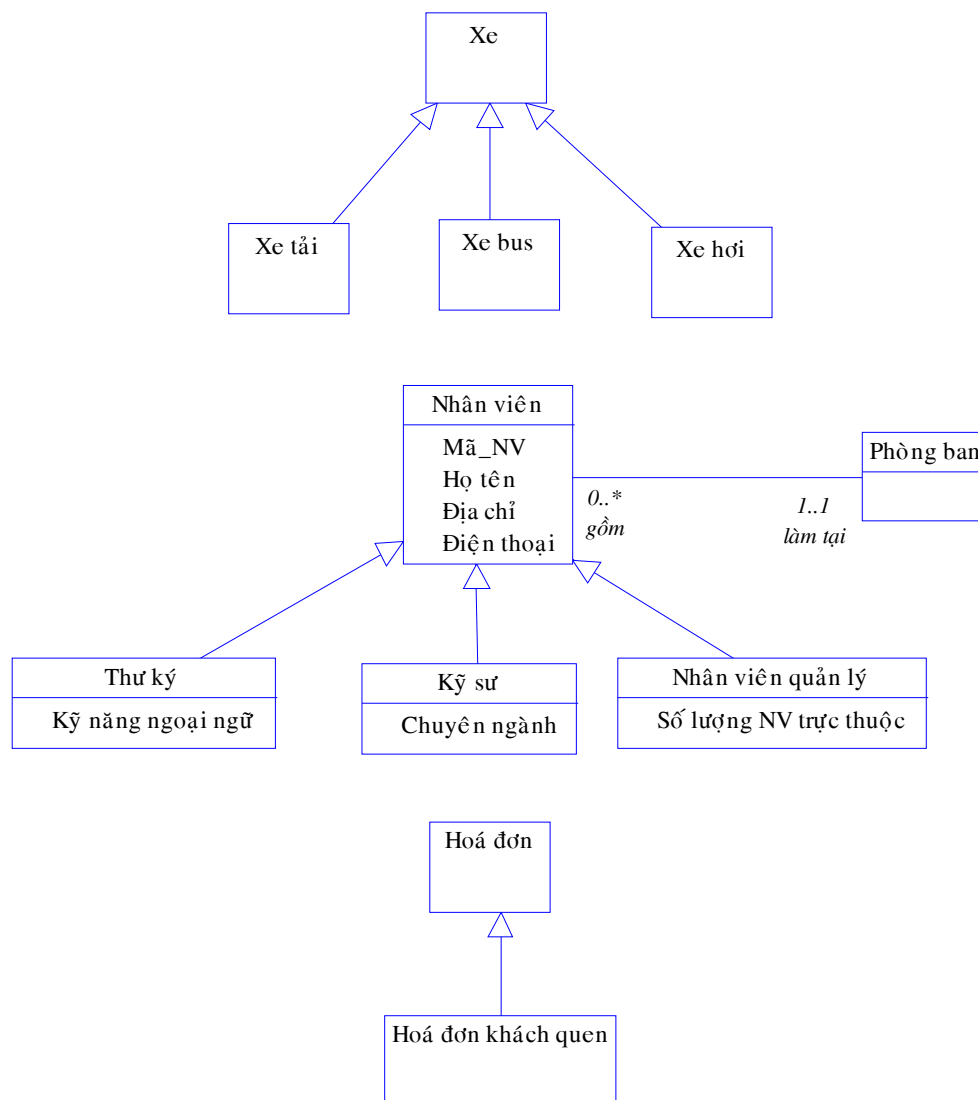 Xe
Xe tải
Xe bus
Xe hơi
Nhân viên
Mã_NV
Họ tên
Địa chỉ
Điện thoại
0..*
gồm
1..1
làm tại
Phòng ban
Thư ký
Kỹ năng ngoại ngữ
Kỹ sư
Chuyên ngành
Nhân viên quản lý
Số lượng NV trực thuộc
Hoá đơn
Hoá đơn khách quen